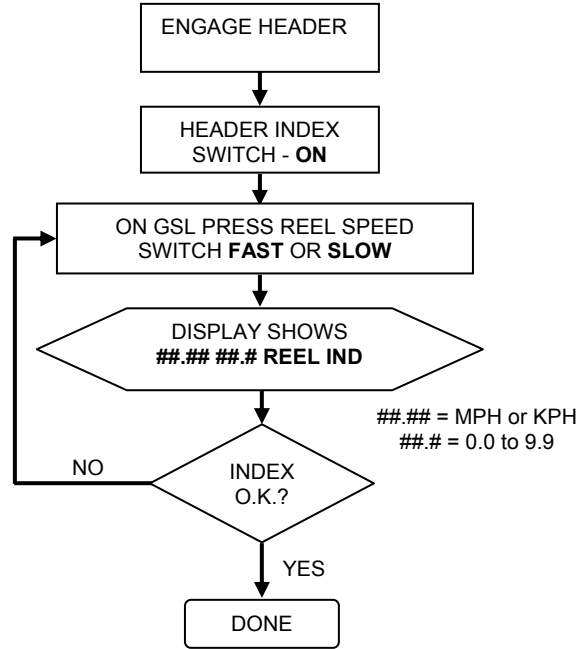 ENGAGE HEADER
HEADER INDEX
SWITCH - ON
ON GSL PRESS REEL SPEED
SWITCH FAST OR SLOW
DISPLAY SHOWS
##.## ##.# REEL IND
##.## = MPH or KPH
##.# = 0.0 to 9.9
NO
INDEX
O.K.?
YES
DONE